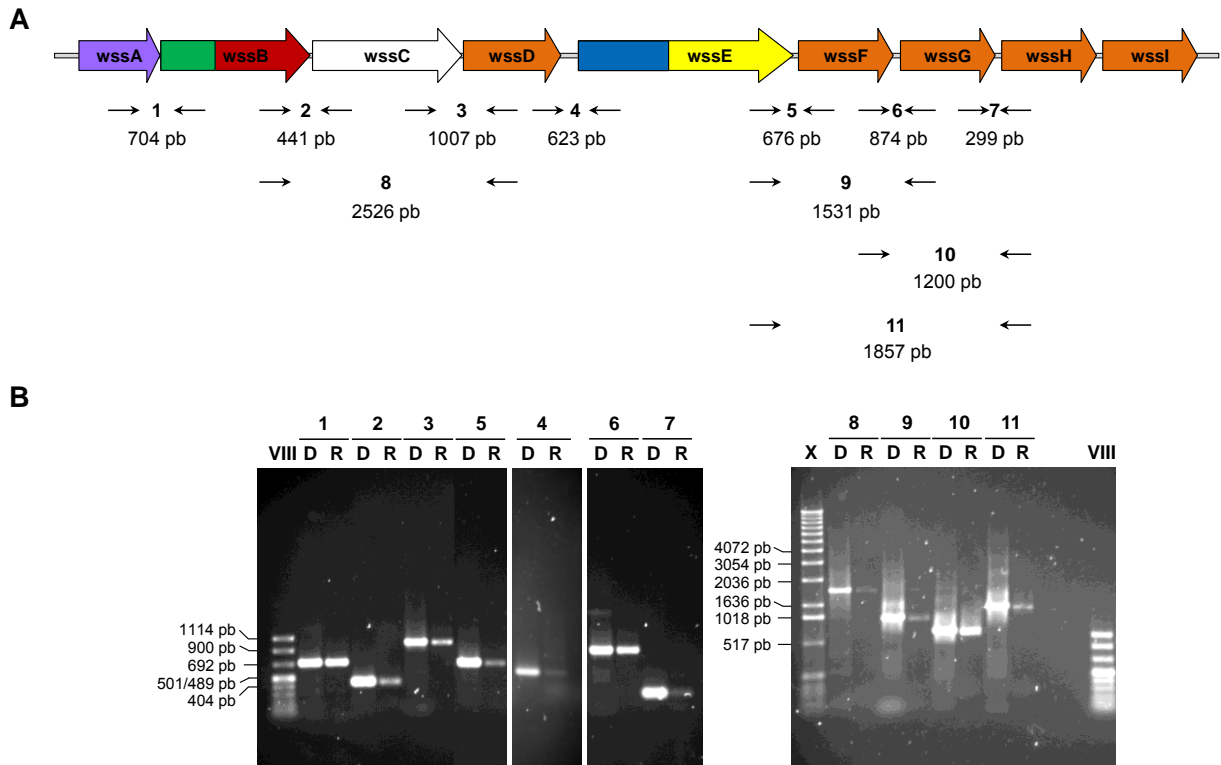 A
wssA wssB wssC wssD wssE wssF wssG wssH wssI
1 2 3 4 5 6 7
704 pb 441 pb 1007 pb 623 pb 676 pb 874 pb 299 pb
8 9
2526 pb 1531 pb
10
1200 pb
11
1857 pb
B
1 2 3 5 4 6 7 8 9 10 11
VIII D R D R D R D R D R D R D R X D R D R D R D R VIII
4072 pb
3054 pb
2036 pb
1636 pb
1018 pb
517 pb
1114 pb
900 pb
692 pb
501/489 pb
404 pb